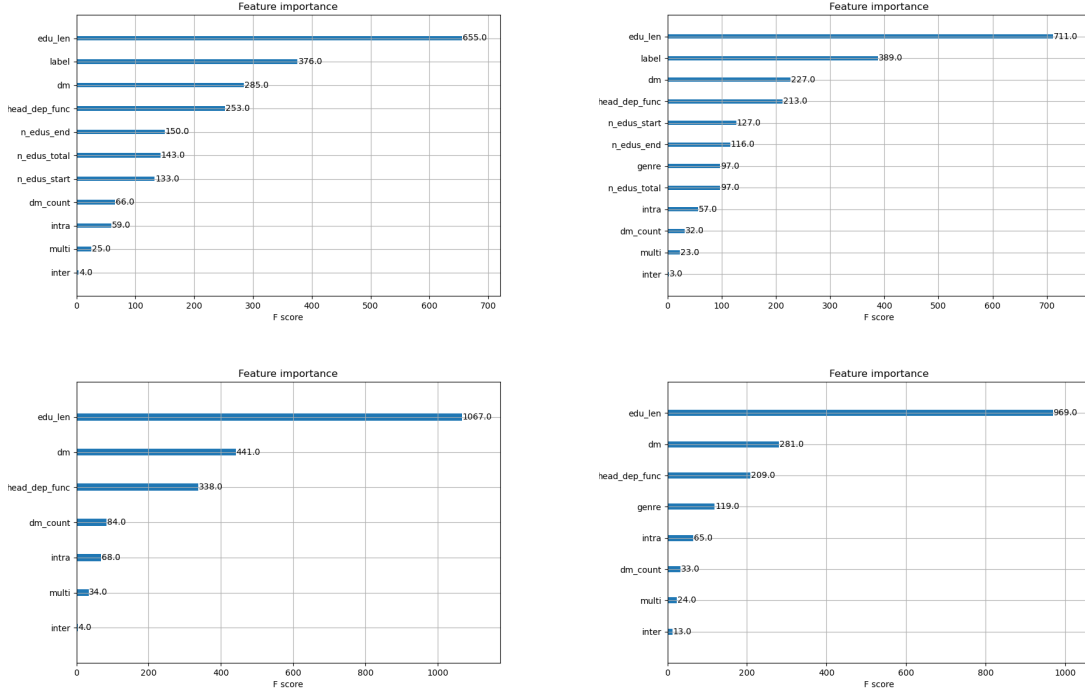 Feature importance
edu_len 655.0
label 376.0
dm 285.0
head_dep_func 253.0
n_edus_end 150.0
n_edus_total 143.0
n_edus_start 133.0
dm_count 66.0
intra 59.0
multi 25.0
inter 4.0
0 100 200 300 400 500 600 700
F score
Feature importance
edu_len 711.0
label 389.0
dm 227.0
head_dep_func 213.0
n_edus_start 127.0
n_edus_end 116.0
genre 97.0
n_edus_total 97.0
intra 57.0
dm_count 32.0
multi 23.0
inter 3.0
0 100 200 300 400 500 600 700
F score
Feature importance
edu_len 1067.0
dm 441.0
head_dep_func 338.0
dm_count 84.0
intra 68.0
multi 34.0
inter 4.0
0 200 400 600 800 1000
F score
Feature importance
edu_len 969.0
dm 281.0
head_dep_func 209.0
genre 119.0
intra 65.0
dm_count 33.0
multi 24.0
inter 13.0
0 200 400 600 800 1000
F score